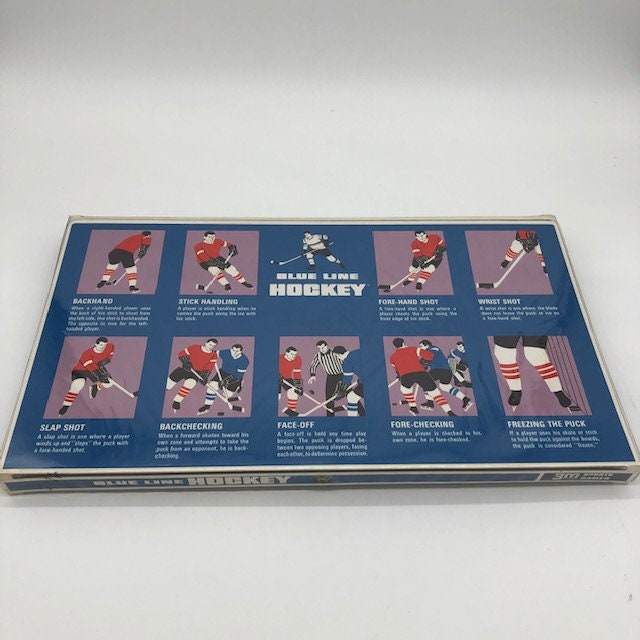 BLUE LINE
HOCKEY
BACKHAND
When a right-handed player uses
the back of his stick to shoot from
the left side, the shot is backhanded.
The opposite is true for the left-
handed player.
STICK HANDLING
A player is stick handling when he
carries the puck along the ice with
his stick.
FORE-HAND SHOT
A fore-hand shot is one where a
player shoots the puck using the
front edge of his stick.
WRIST SHOT
A wrist shot is one where the blade
does not leave the puck or ice on
a fore-hand shot.
SLAP SHOT
A slap shot is one where a player
winds up and "slaps" the puck with
a fore-handed shot.
BACKCHECKING
When a forward skates toward his
own zone and attempts to take the
puck from an opponent, he is back-
checking.
FACE-OFF
A face-off is held any time play
begins. The puck is dropped be-
tween two opposing players, facing
each other, to determine possession.
FORE-CHECKING
When a player is checked in his
own zone, he is fore-checked.
FREEZING THE PUCK
If a player uses his skate or stick
to hold the puck against the boards,
the puck is considered "frozen."
BLUE LINE HOCKEY
3M SPORTS
GAMES